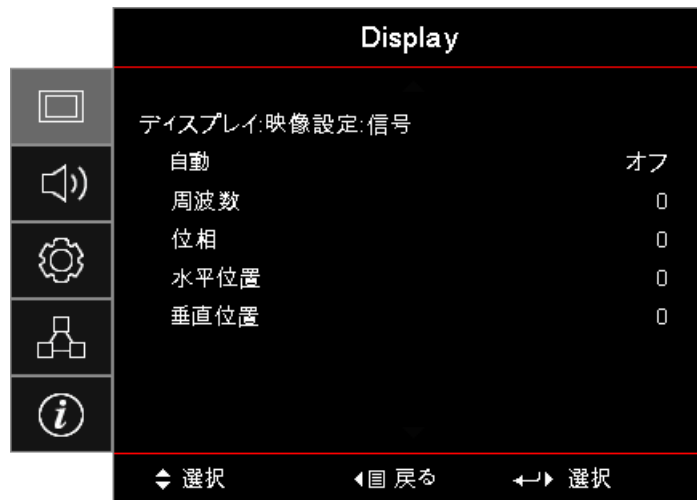 Display
ディスプレイ:映像設定:信号
自動 オフ
周波数 0
位相 0
水平位置 0
垂直位置 0
選択 戻る 選択